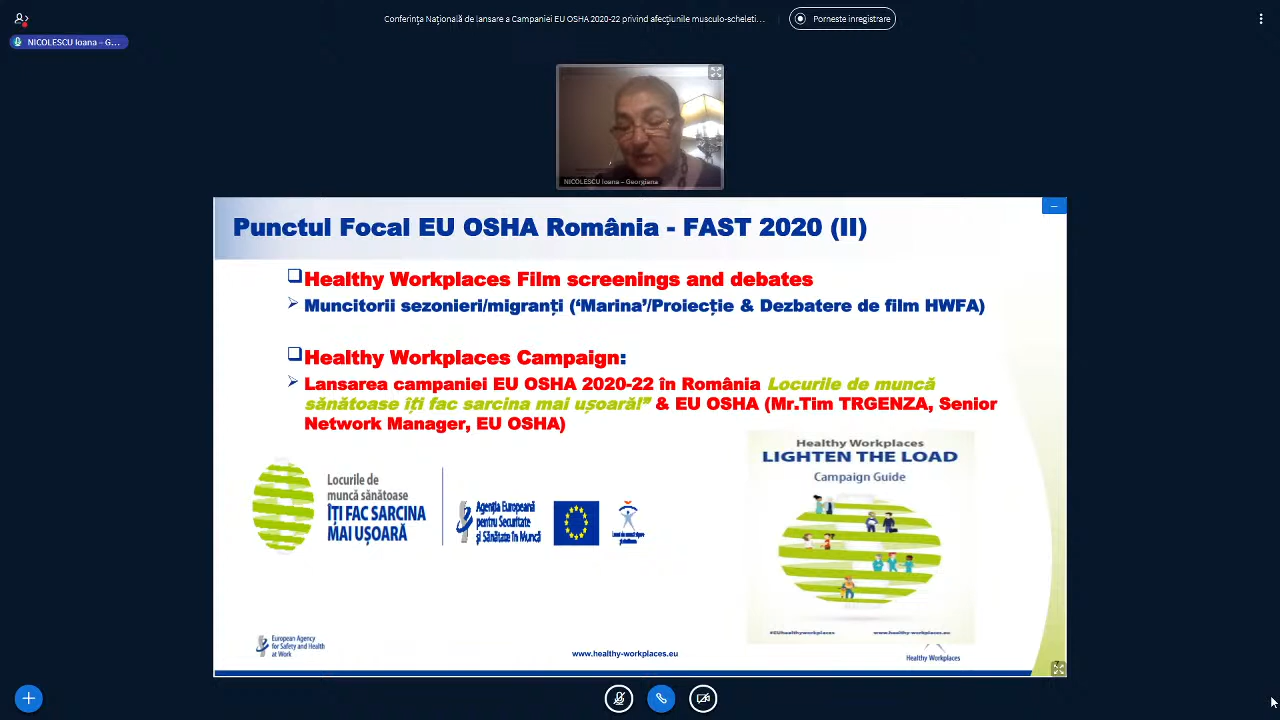 Conferința Națională de lansare a Campaniei EU OSHA 2020-22 privind afecțiunile musculo-scheleti...
Porneste inregistrare
NICOLESCU Ioana – G...
NICOLESCU Ioana – Georgiana
Punctul Focal EU OSHA România - FAST 2020 (II)
Healthy Workplaces Film screenings and debates
Muncitorii sezonieri/migranți (‘Marina’/Proiecție & Dezbatere de film HWFA)
Healthy Workplaces Campaign:
Lansarea campaniei EU OSHA 2020-22 în România Locurile de muncă
sănătoase îți fac sarcina mai ușoară!” & EU OSHA (Mr.Tim TRGENZA, Senior
Network Manager, EU OSHA)
Healthy Workplaces
LIGHTEN THE LOAD
Campaign Guide
Locurile de
muncă sănătoase
ÎȚI FAC SARCINA
MAI UȘOARĂ
Agenția Europeană
pentru Securitate
și Sănătate în Muncă
#EUhealthyworkplaces
www.healthy-workplaces.eu
European Agency
for Safety and Health
at Work
www.healthy-workplaces.eu
Healthy Workplaces